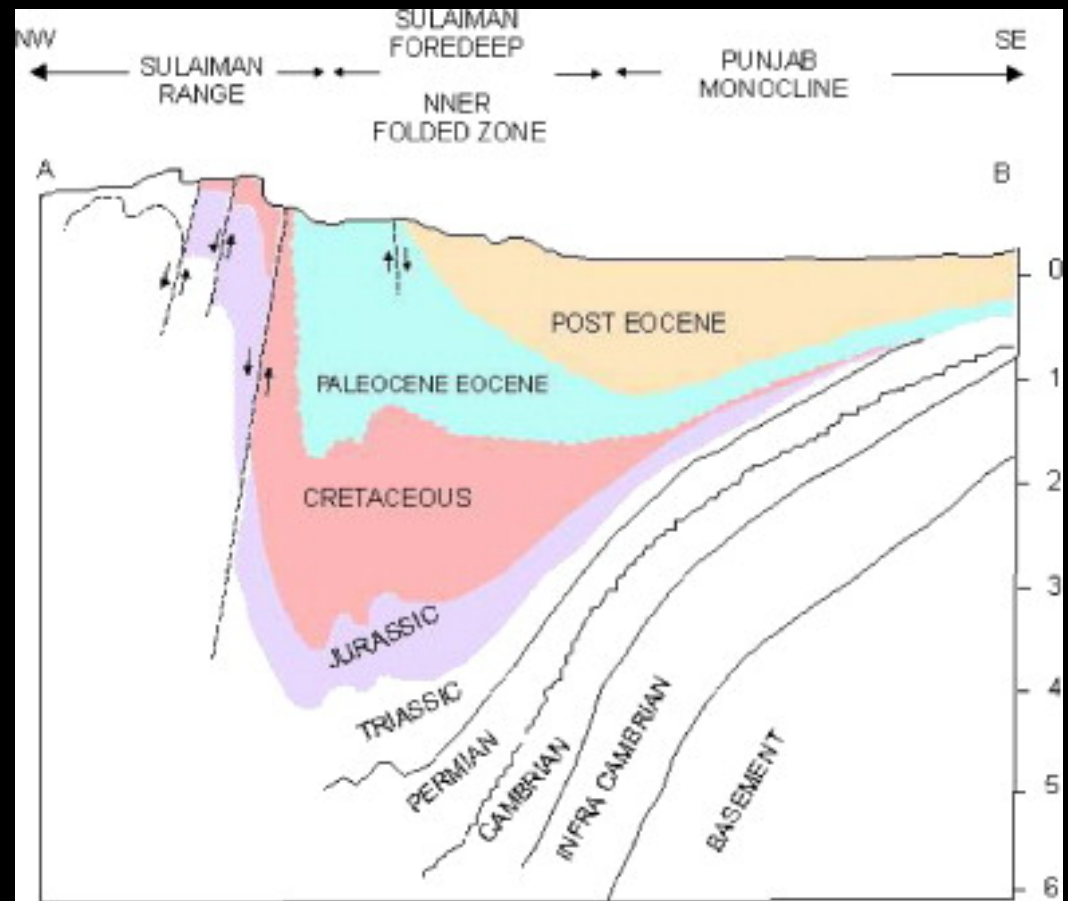 NW
SULAIMAN
FOREDEEP
SE
SULAIMAN
RANGE
PUNJAB
MONOCLINE
NNER
FOLDED ZONE
A
B
0
POST EOCENE
1
PALEOCENE EOCENE
2
CRETACEOUS
3
JURASSIC
4
TRIASSIC
PERMIAN
CAMBRIAN
INFRA CAMBRIAN
BASEMENT
5
6